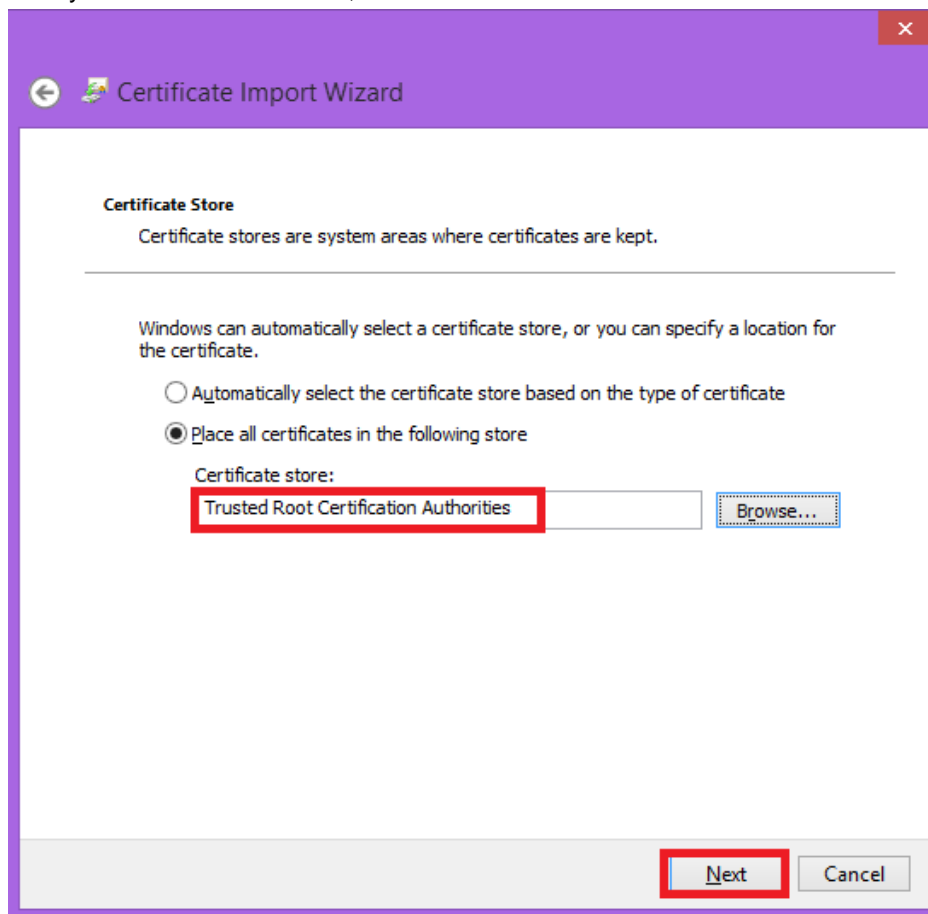 Certificate Import Wizard
Certificate Store
Certificate stores are system areas where certificates are kept.
Windows can automatically select a certificate store, or you can specify a location for
the certificate.
Automatically select the certificate store based on the type of certificate
Place all certificates in the following store
Certificate store:
Trusted Root Certification Authorities
Browse...
Next
Cancel